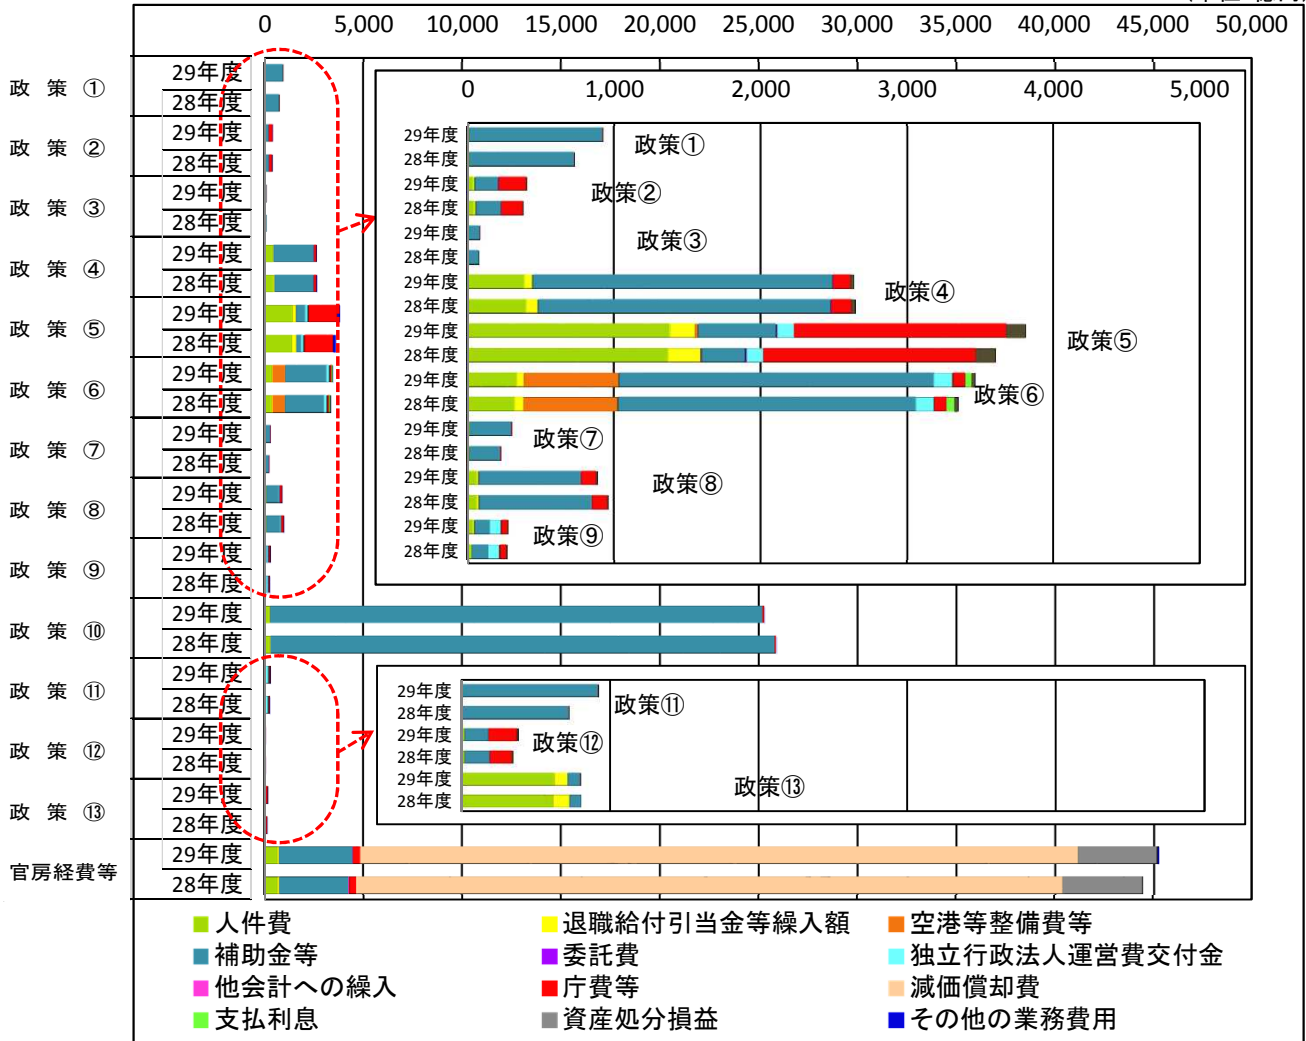 0 5,000 10,000 15,000 20,000 25,000 30,000 35,000 40,000 45,000 50,000
政 策 ①
29年度
28年度
政 策 ②
29年度
28年度
政 策 ③
29年度
28年度
政 策 ④
29年度
28年度
政 策 ⑤
29年度
28年度
政 策 ⑥
29年度
28年度
政 策 ⑦
29年度
28年度
政 策 ⑧
29年度
28年度
政 策 ⑨
29年度
28年度
政 策 ⑩
29年度
28年度
政 策 ⑪
29年度
28年度
政 策 ⑫
29年度
28年度
政 策 ⑬
29年度
28年度
官房経費等
29年度
28年度
0 1,000 2,000 3,000 4,000 5,000
29年度
政策①
28年度
29年度
政策②
28年度
29年度
政策③
28年度
29年度
政策④
28年度
29年度
政策⑤
28年度
29年度
政策⑥
28年度
29年度
政策⑦
28年度
29年度
政策⑧
28年度
29年度
政策⑨
28年度
29年度
政策⑪
28年度
29年度
政策⑫
28年度
29年度
政策⑬
28年度
人件費 退職給付引当金等繰入額 空港等整備費等
補助金等 委託費 独立行政法人運営費交付金
他会計への繰入 庁費等 減価償却費
支払利息 資産処分損益 その他の業務費用